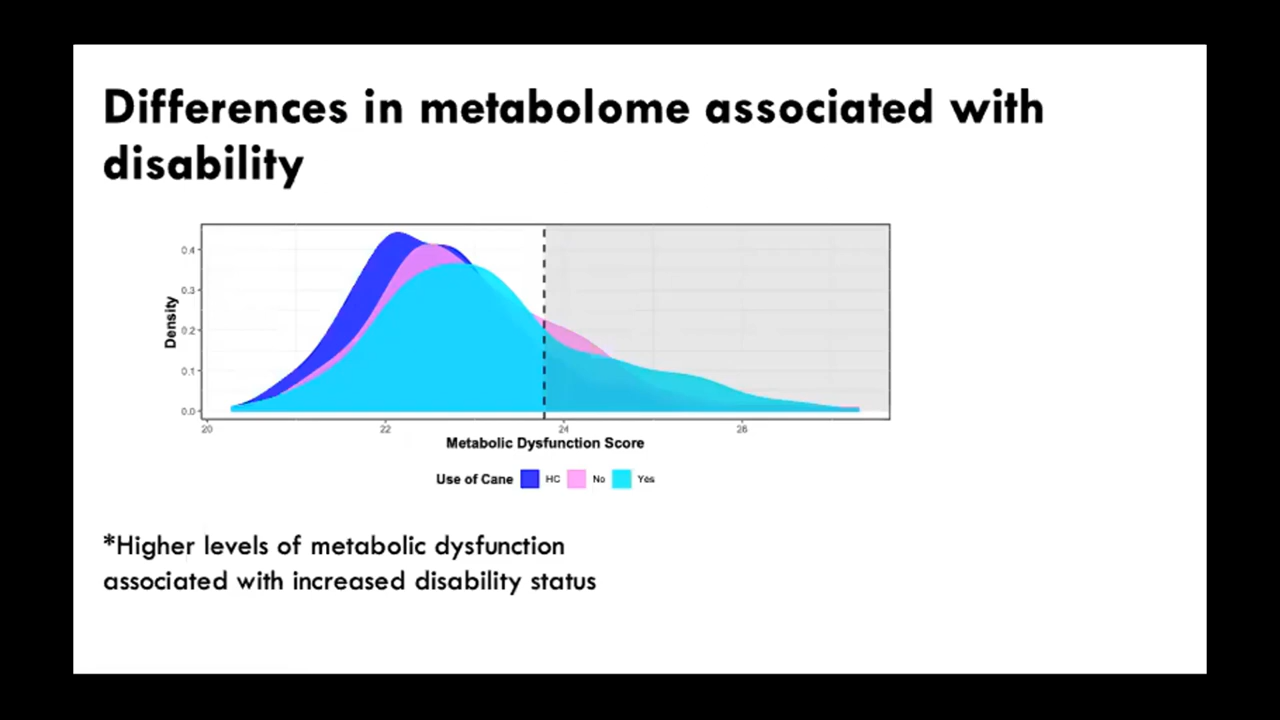 Differences in metabolome associated with
disability
0.4
0.3
0.2
0.1
0.0
Density
20 22 24 26
Metabolic Dysfunction Score
Use of Cane HC No Yes
*Higher levels of metabolic dysfunction
associated with increased disability status